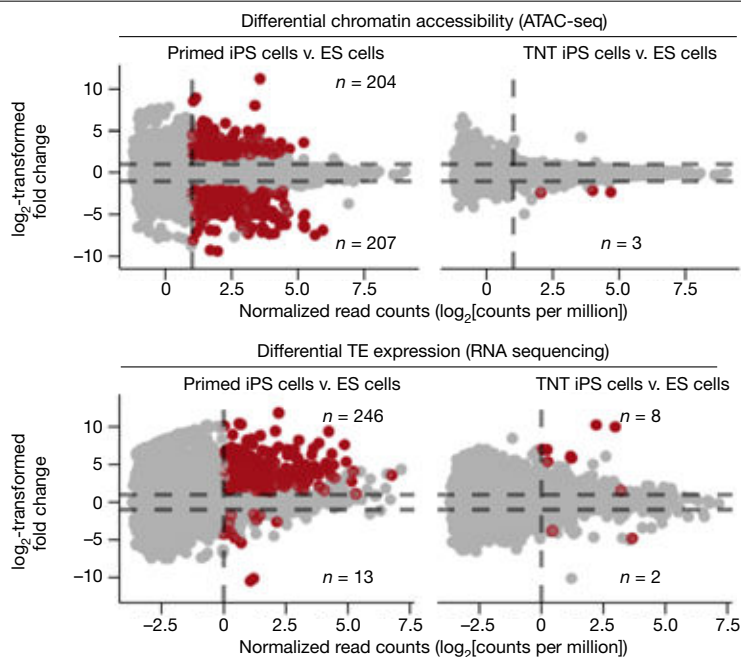 Differential chromatin accessibility (ATAC-seq)
Primed iPS cells v. ES cells
TNT iPS cells v. ES cells
log2-transformed
fold change
10
5
0
−5
−10
n = 204
n = 207
n = 3
0 2.5 5.0 7.5
0 2.5 5.0 7.5
Normalized read counts (log2[counts per million])
Differential TE expression (RNA sequencing)
Primed iPS cells v. ES cells
TNT iPS cells v. ES cells
log2-transformed
fold change
10
5
0
−5
−10
n = 246
n = 13
n = 8
n = 2
−2.5 0 2.5 5.0 7.5
−2.5 0 2.5 5.0 7.5
Normalized read counts (log2[counts per million])